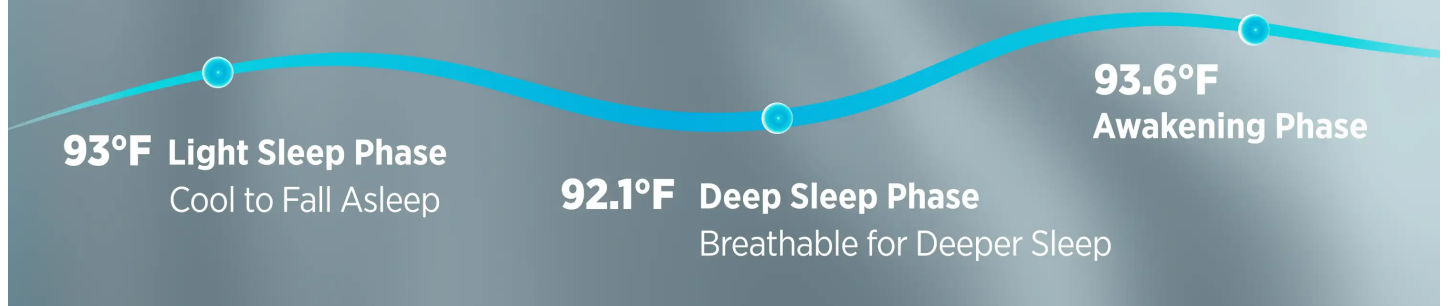 93°F Light Sleep Phase
Cool to Fall Asleep
92.1°F Deep Sleep Phase
Breathable for Deeper Sleep
93.6°F
Awakening Phase